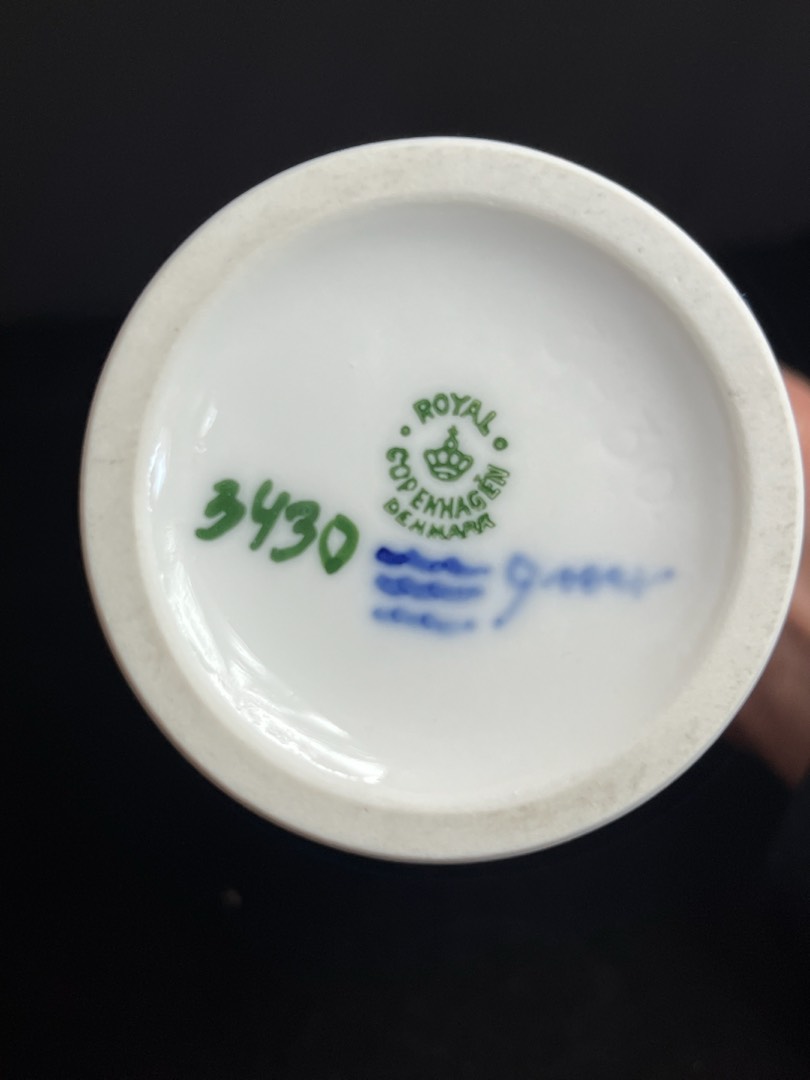 ROYAL
COPENHAGEN
DENMARK
3430